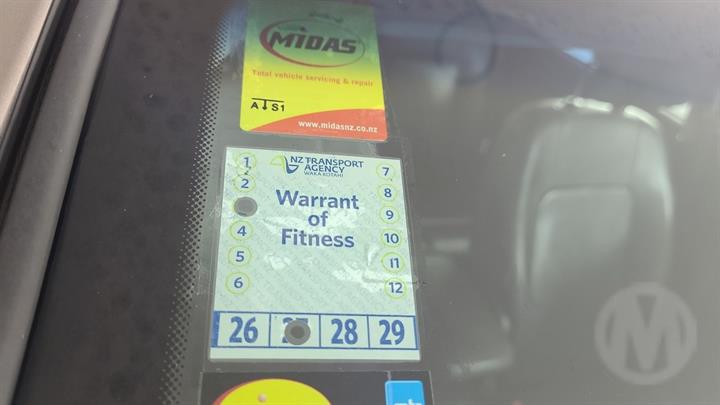 MIDAS
Total vehicle servicing & repair
A S1
www.midasnz.co.nz
NZ TRANSPORT
AGENCY
WAKA KOTAHI
Warrant
of
Fitness
1
2
4
5
6
7
8
9
10
11
12
26 27 28 29
M